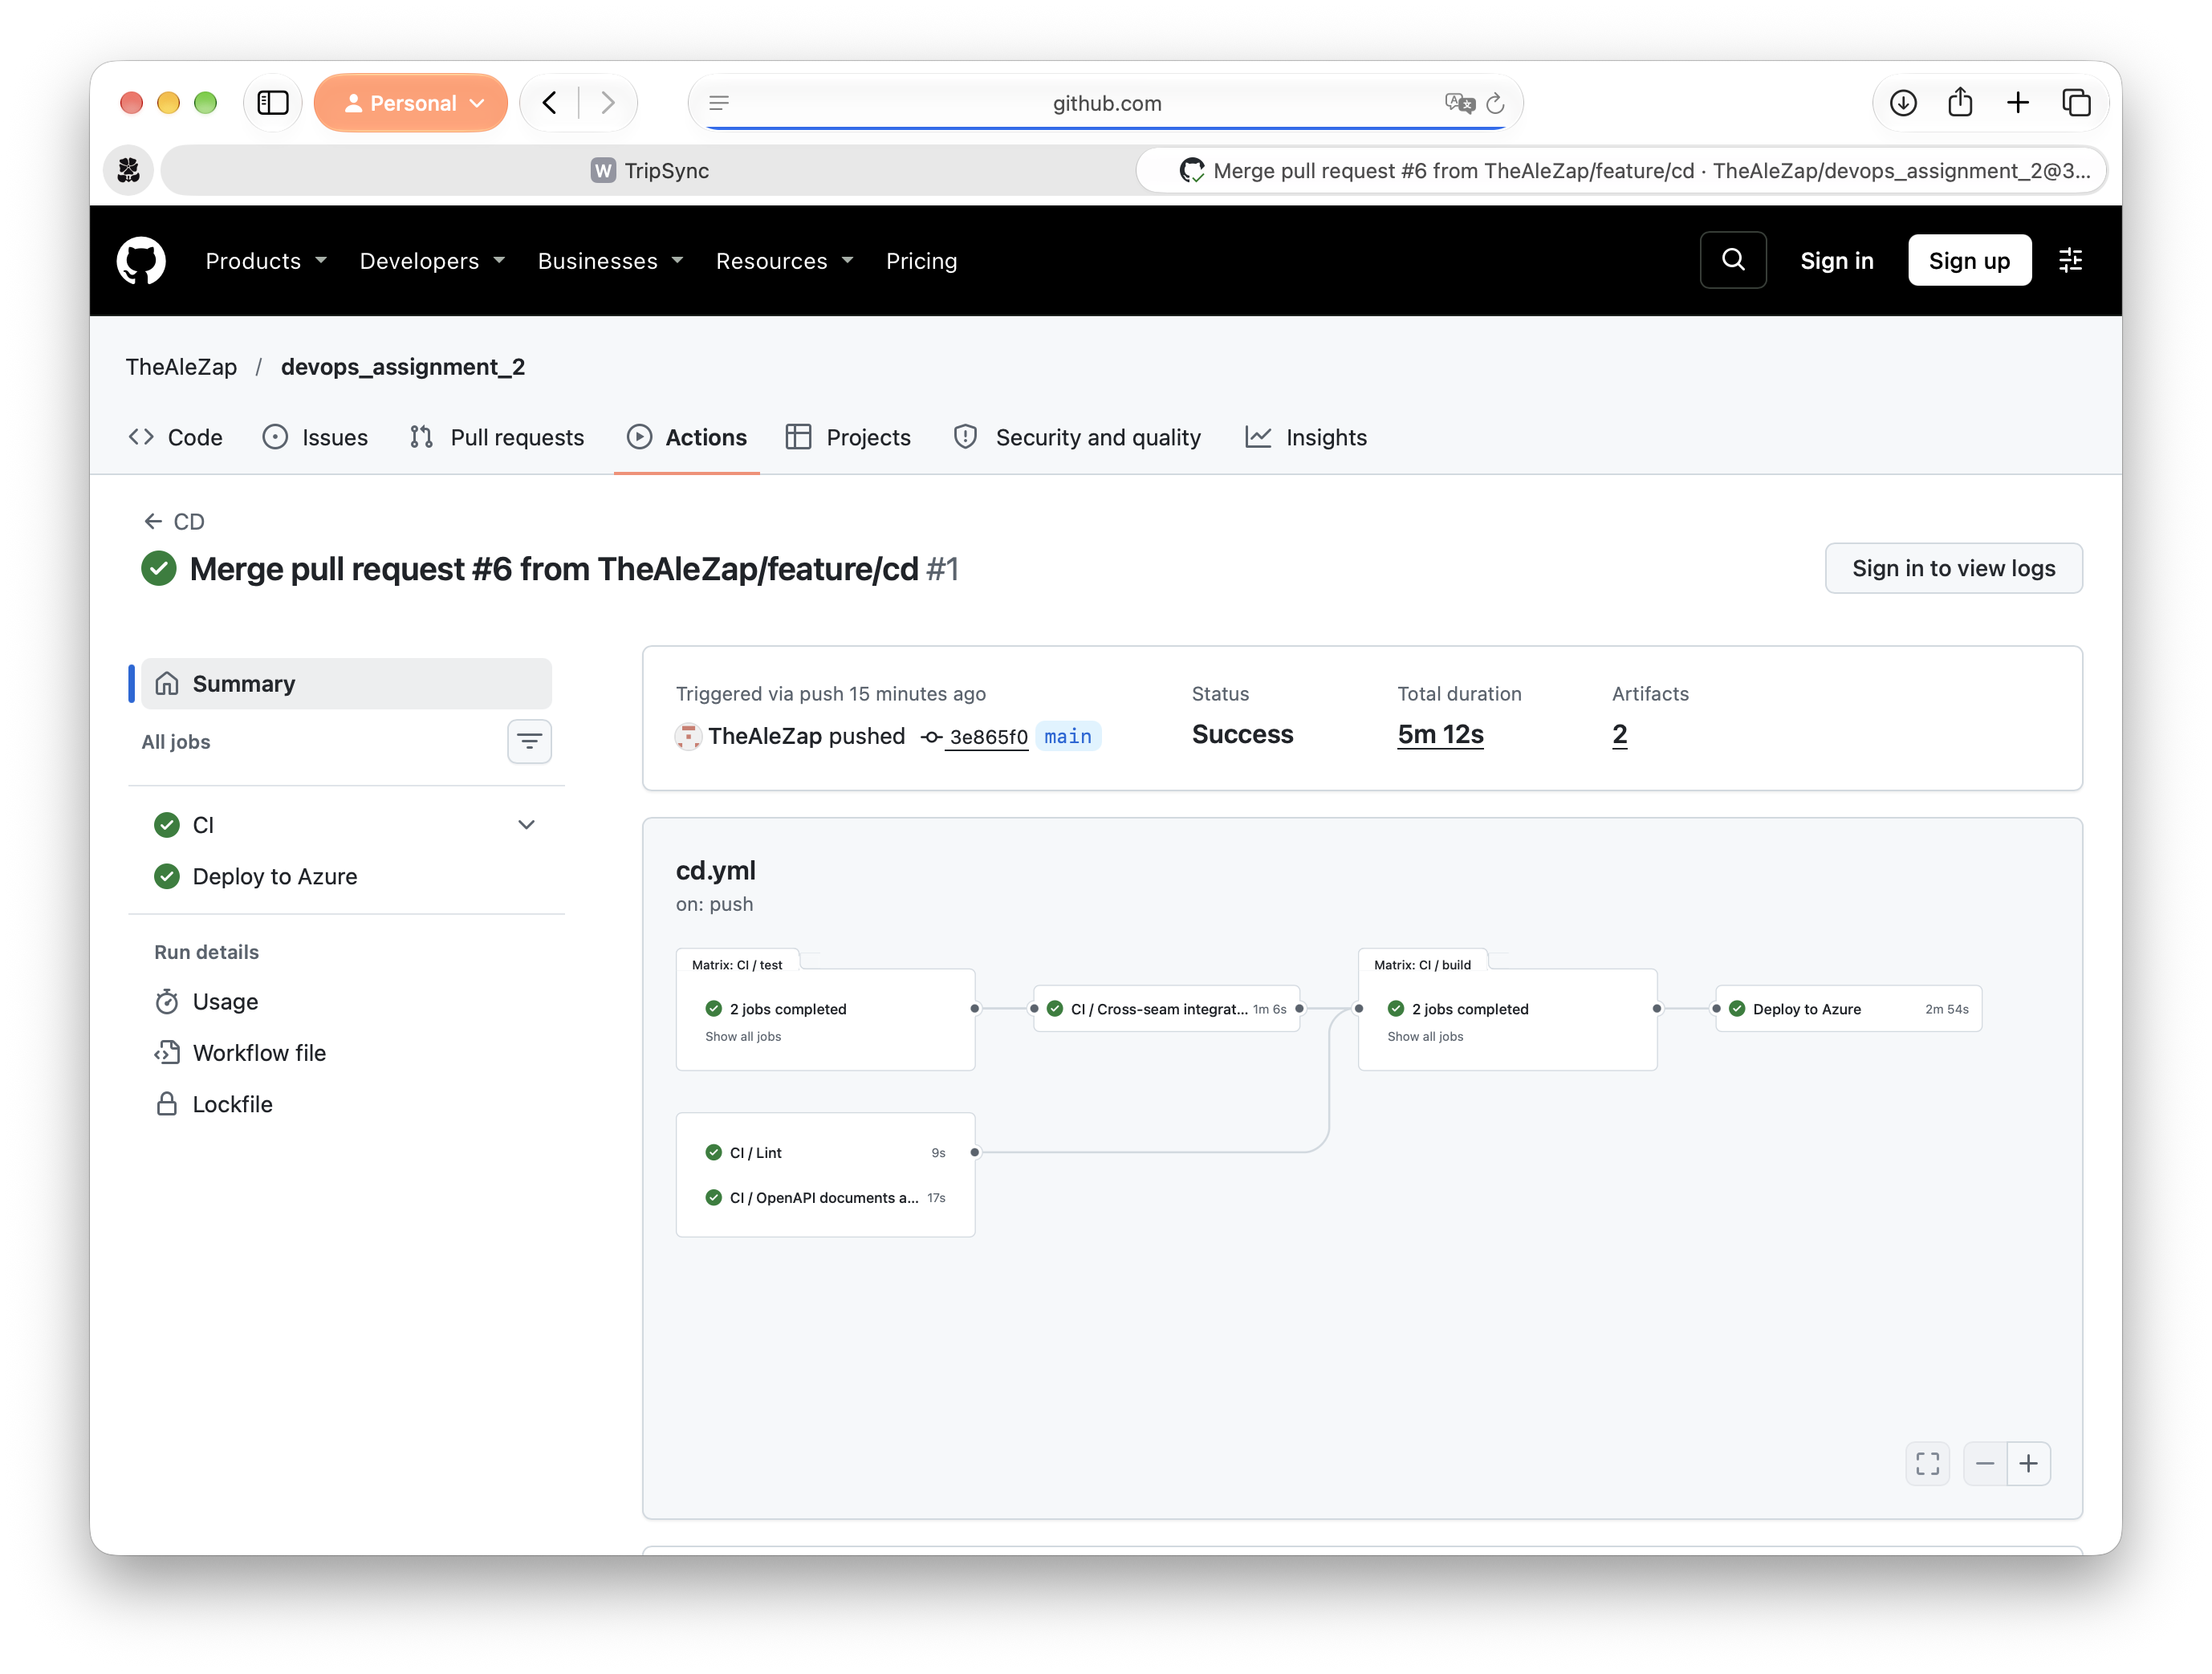 Personal
github.com
W TripSync
Merge pull request #6 from TheAleZap/feature/cd · TheAleZap/devops_assignment_2@3...
Products Developers Businesses Resources Pricing
Sign in
Sign up
TheAleZap / devops_assignment_2
Code Issues Pull requests Actions Projects Security and quality Insights
CD
Merge pull request #6 from TheAleZap/feature/cd #1
Sign in to view logs
Summary
All jobs
CI
Deploy to Azure
Run details
Usage
Workflow file
Lockfile
Triggered via push 15 minutes ago
TheAleZap pushed 3e865f0 main
Status
Success
Total duration
5m 12s
Artifacts
2
cd.yml
on: push
Matrix: CI / test
2 jobs completed
Show all jobs
CI / Cross-seam integrat... 1m 6s
Matrix: CI / build
2 jobs completed
Show all jobs
Deploy to Azure 2m 54s
CI / Lint 9s
CI / OpenAPI documents a... 17s